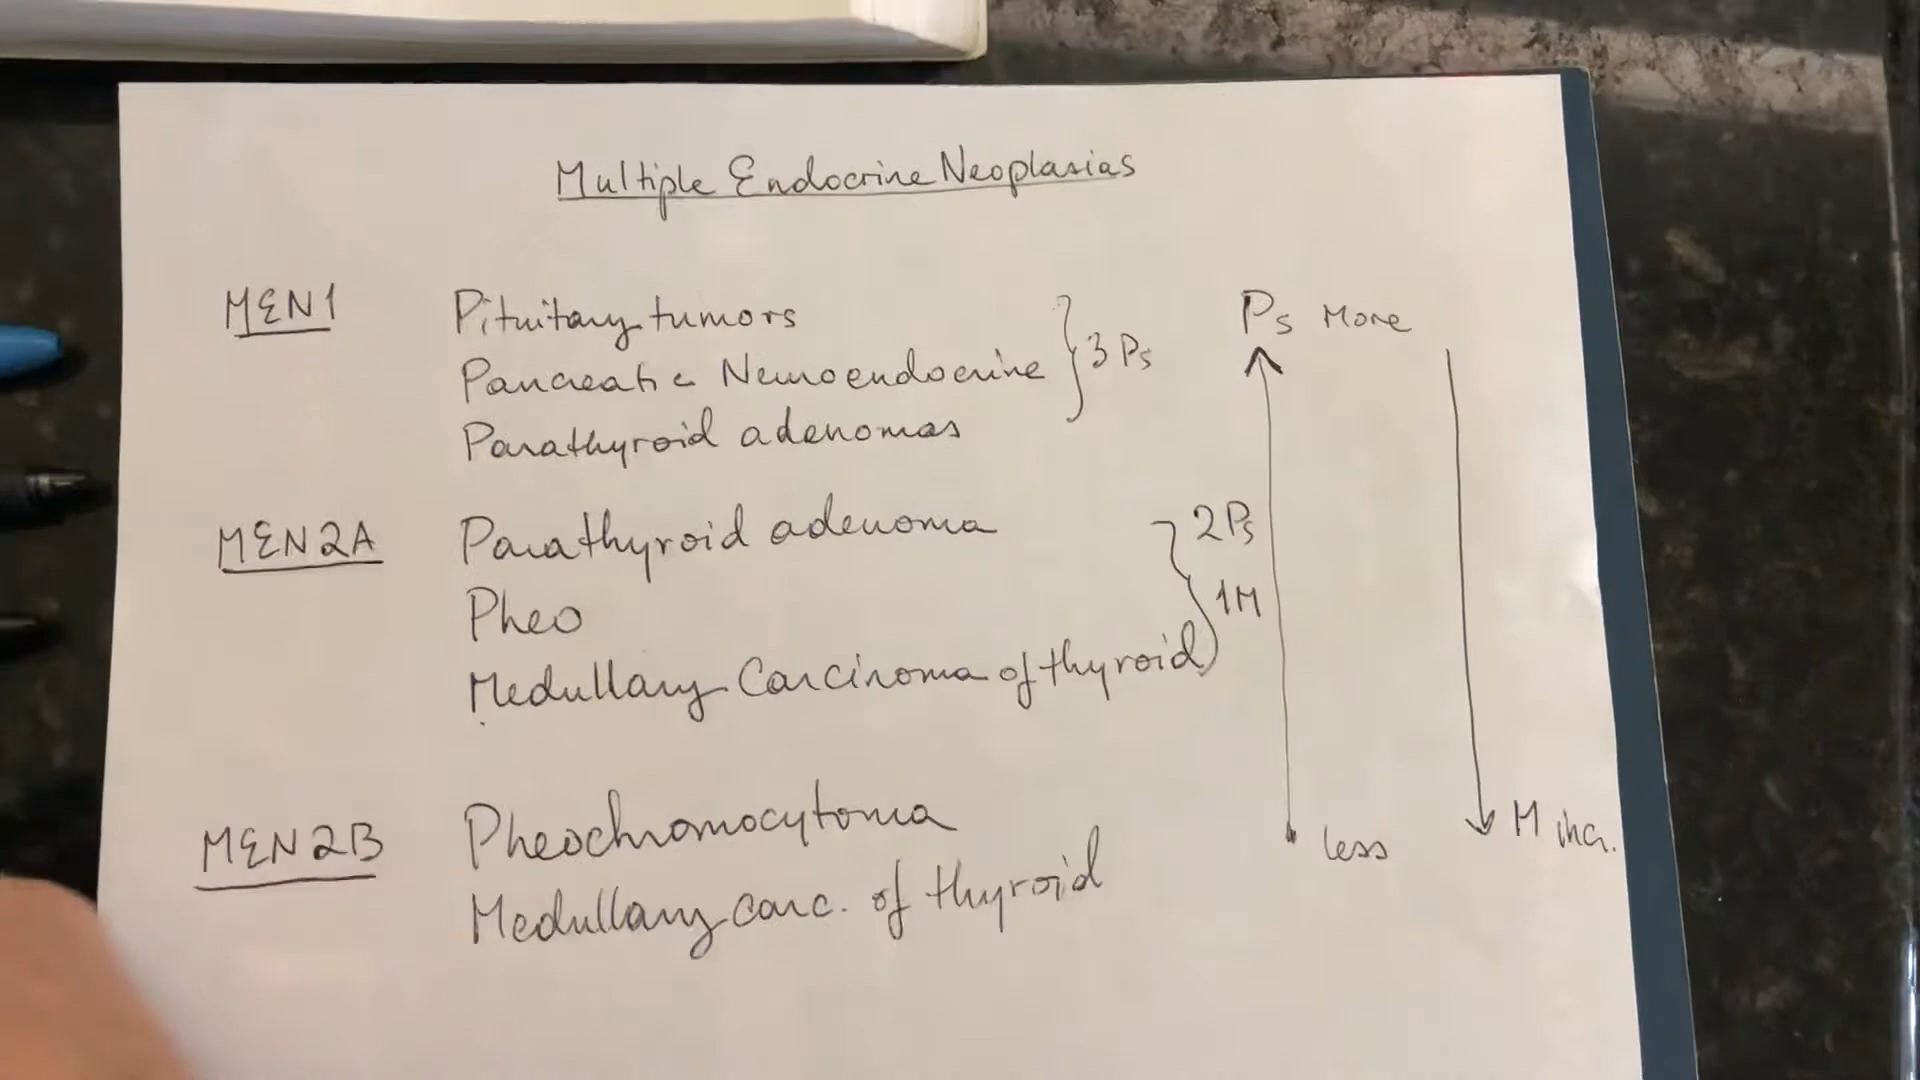 Multiple Endocrine Neoplasias
MEN1
Pituitary tumors
Pancreatic Neuroendocrine
Parathyroid adenomas
3 Ps
Ps More
MEN2A
Parathyroid adenoma
Pheo
Medullary Carcinoma of thyroid
2Ps
1M
MEN2B
Pheochromocytoma
Medullary carc. of thyroid
less
M incr.